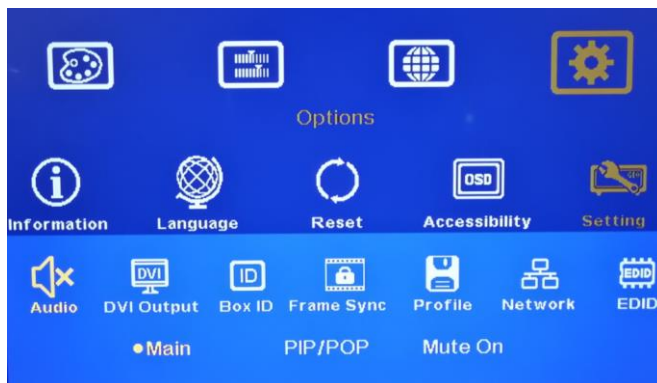 Options
OSD
Information Language Reset Accessibility Setting
DVI ID EDID
Audio DVI Output Box ID Frame Sync Profile Network EDID
Main PIP/POP Mute On